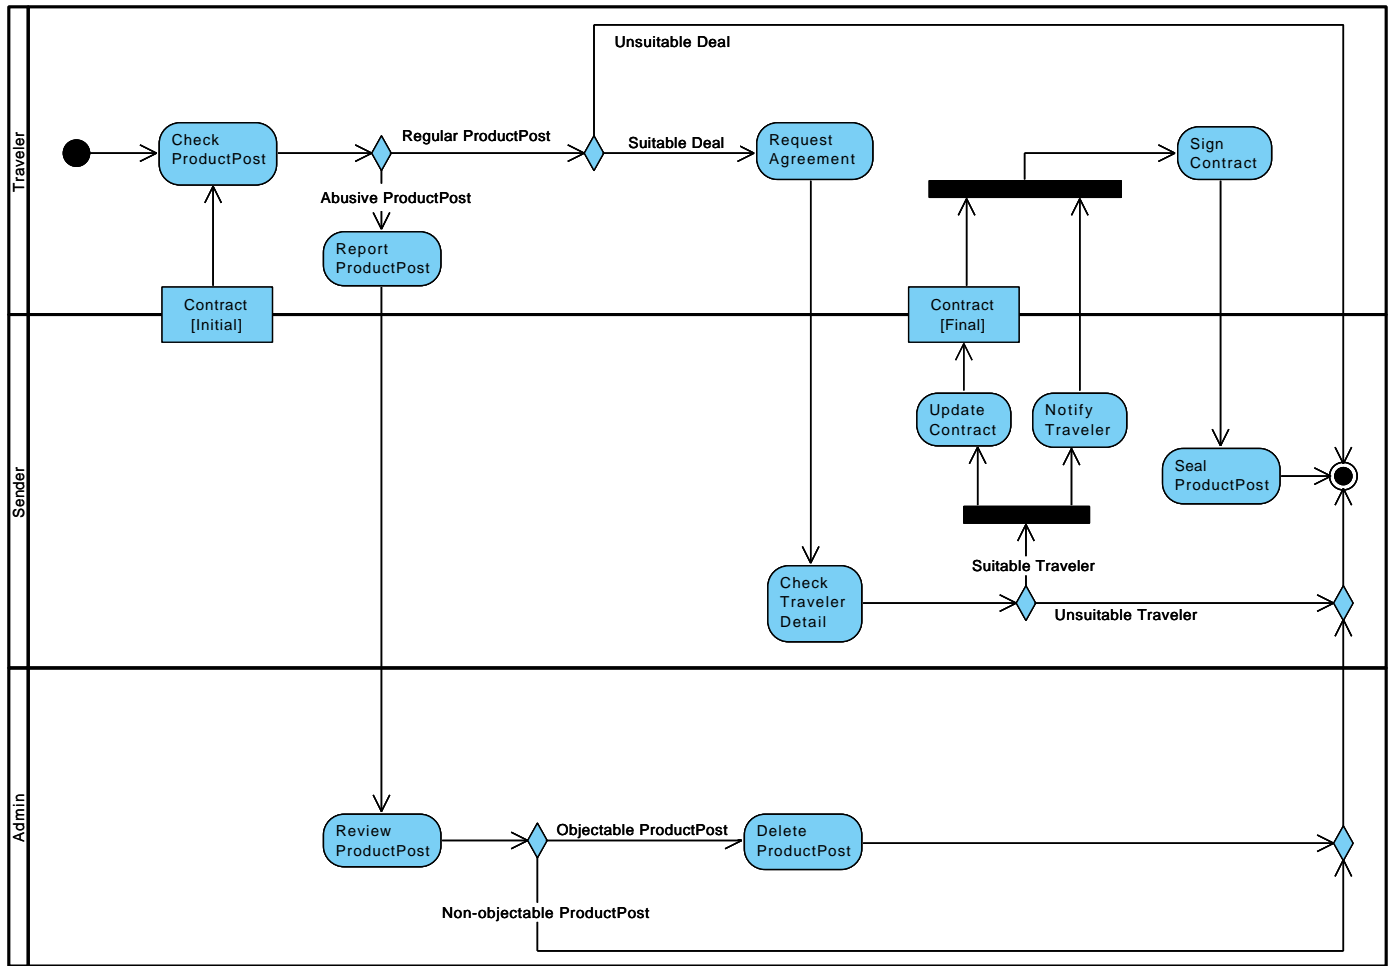 Traveler
Unsuitable Deal
Check
ProductPost
Regular ProductPost
Suitable Deal
Request
Agreement
Sign
Contract
Abusive ProductPost
Report
ProductPost
Contract
[Initial]
Contract
[Final]
Sender
Update
Contract
Notify
Traveler
Seal
ProductPost
Suitable Traveler
Check
Traveler
Detail
Unsuitable Traveler
Admin
Review
ProductPost
Objectable ProductPost
Delete
ProductPost
Non-objectable ProductPost